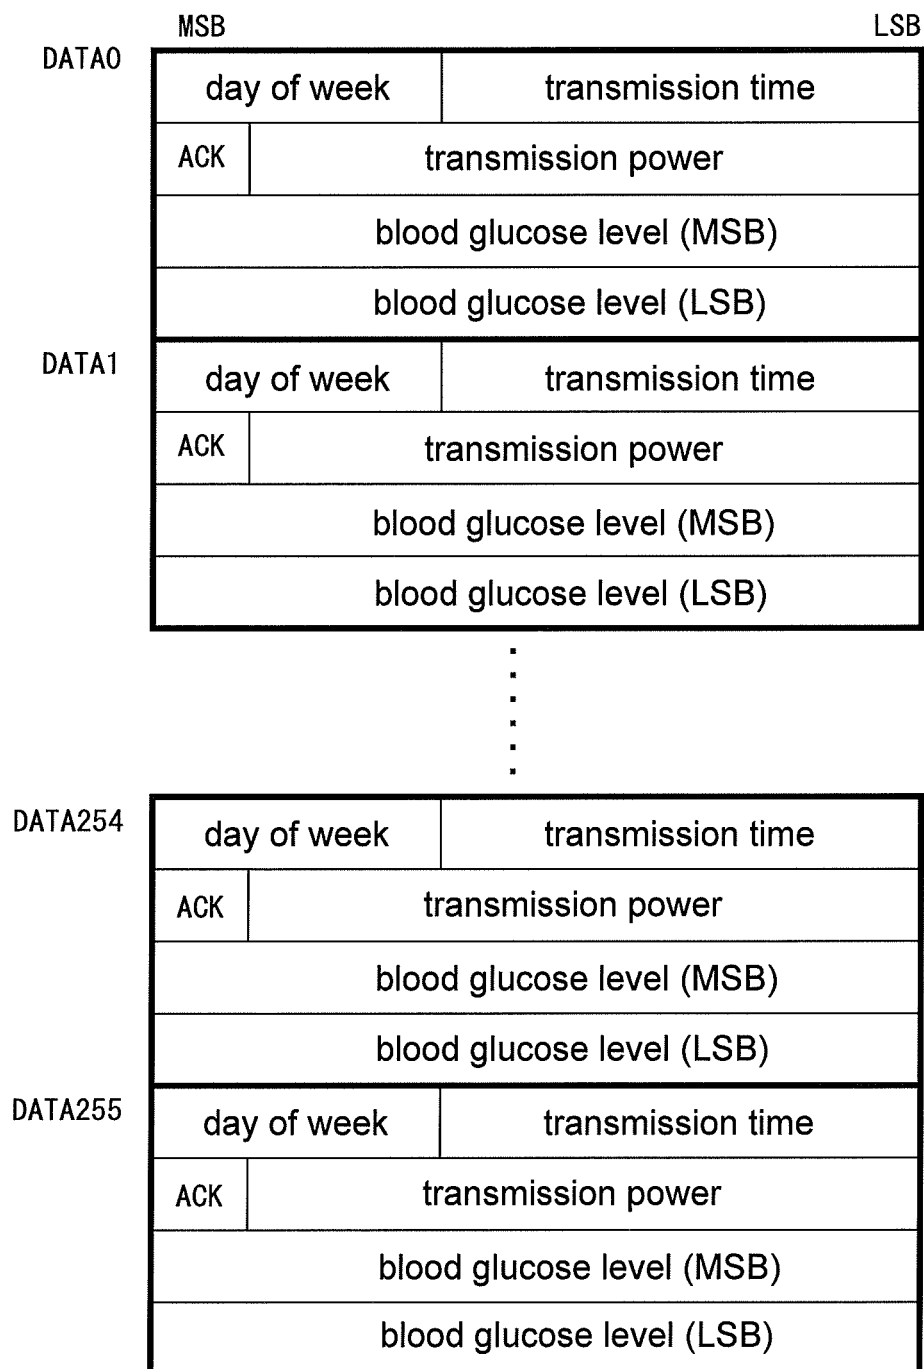 MSB LSB
DATA0
day of week transmission time
ACK transmission power
blood glucose level (MSB)
blood glucose level (LSB)
DATA1
day of week transmission time
ACK transmission power
blood glucose level (MSB)
blood glucose level (LSB)
DATA254
day of week transmission time
ACK transmission power
blood glucose level (MSB)
blood glucose level (LSB)
DATA255
day of week transmission time
ACK transmission power
blood glucose level (MSB)
blood glucose level (LSB)